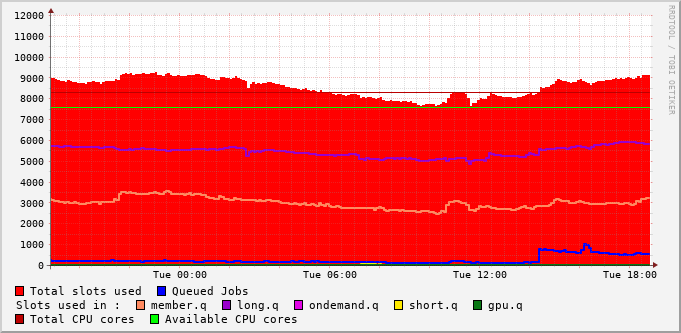 RRDTOOL / TOBI OETIKER
12000
11000
10000
9000
8000
7000
6000
5000
4000
3000
2000
1000
0
Tue 00:00 Tue 06:00 Tue 12:00 Tue 18:00
Total slots used Queued Jobs
Slots used in : member.q long.q ondemand.q short.q gpu.q
Total CPU cores Available CPU cores